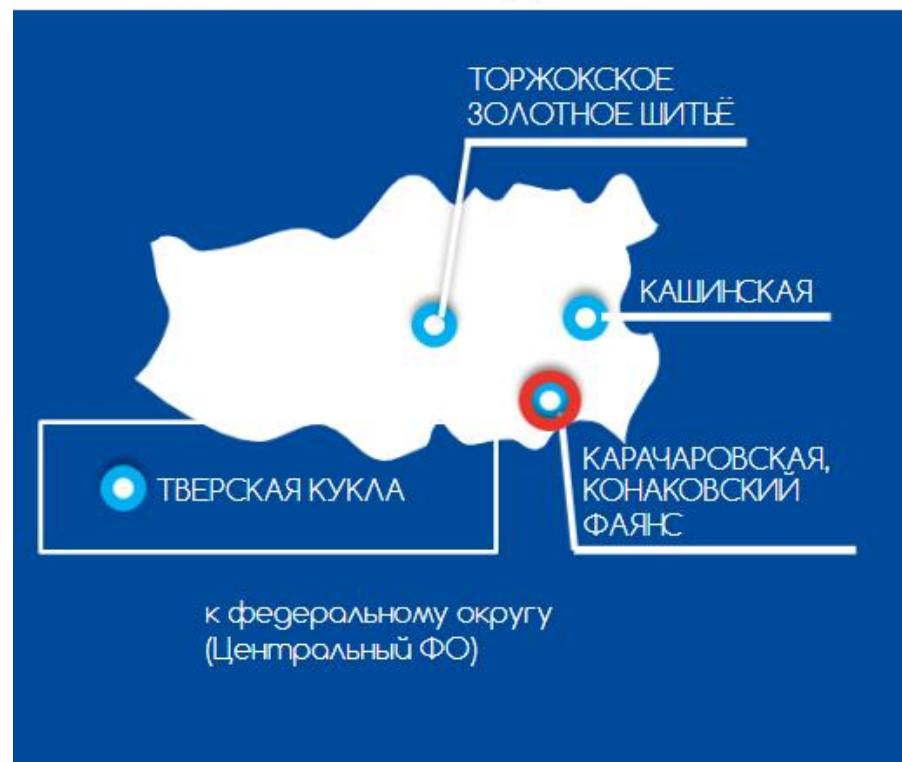 ТОРЖОКСКОЕ
ЗОЛОТНОЕ ШИТЬЁ
КАШИНСКАЯ
КАРАЧАРОВСКАЯ,
КОНАКОВСКИЙ
ФАЯНС
ТВЕРСКАЯ КУКЛА
к федеральному округу
(Центральный ФО)